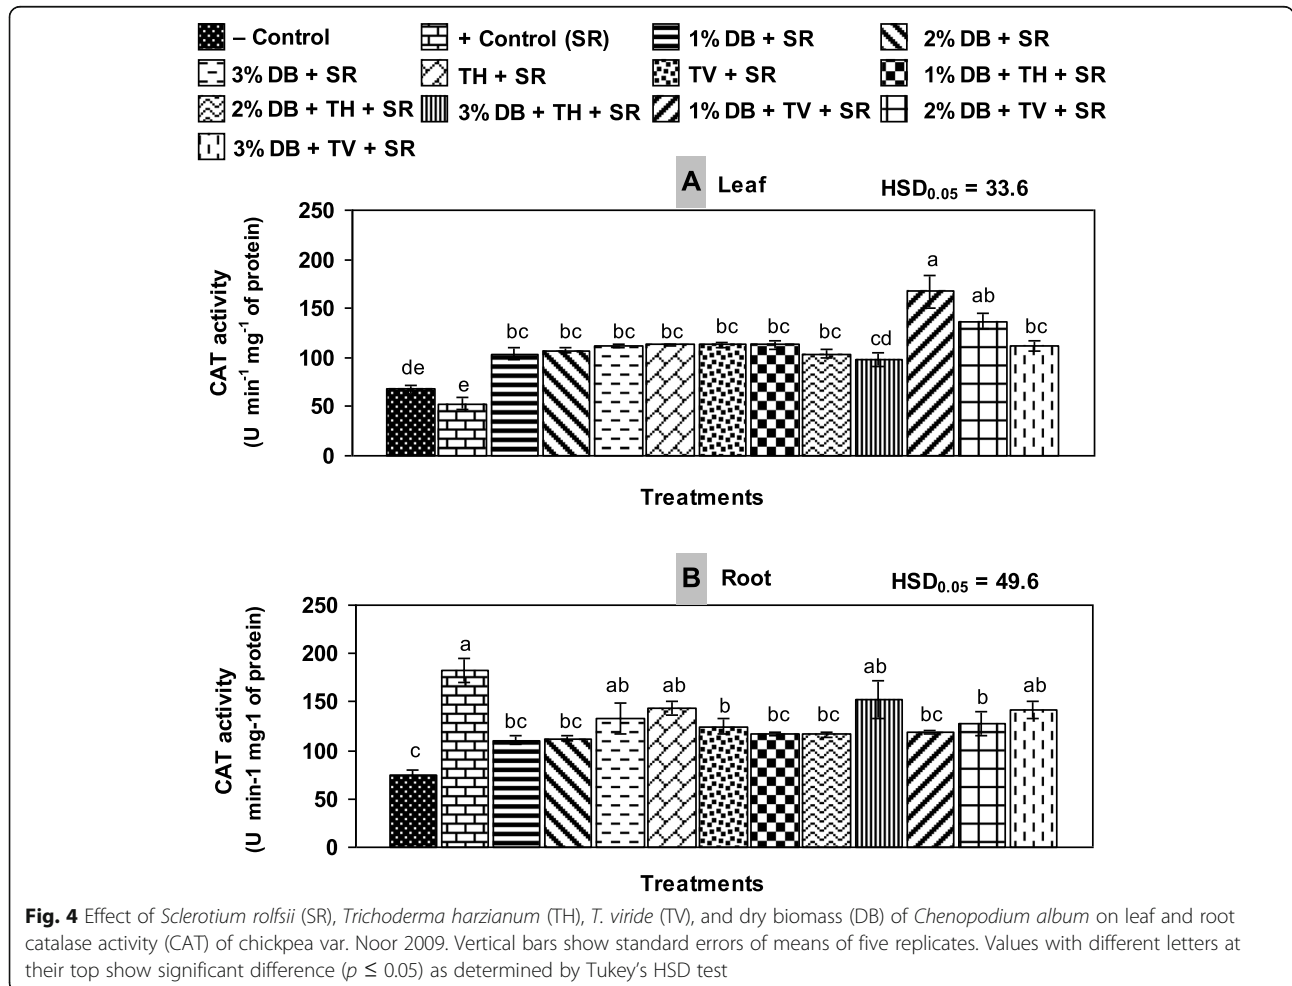 – Control + Control (SR) 1% DB + SR 2% DB + SR
3% DB + SR TH + SR TV + SR 1% DB + TH + SR
2% DB + TH + SR 3% DB + TH + SR 1% DB + TV + SR 2% DB + TV + SR
3% DB + TV + SR
A Leaf HSD0.05 = 33.6
CAT activity
(U min-1 mg-1 of protein)
250
200
150
100
50
0
de e bc bc bc bc bc bc bc cd a ab bc
Treatments
B Root HSD0.05 = 49.6
CAT activity
(U min-1 mg-1 of protein)
250
200
150
100
50
0
c a bc bc ab ab b bc bc ab bc b ab
Treatments
Fig. 4 Effect of Sclerotium rolfsii (SR), Trichoderma harzianum (TH), T. viride (TV), and dry biomass (DB) of Chenopodium album on leaf and root
catalase activity (CAT) of chickpea var. Noor 2009. Vertical bars show standard errors of means of five replicates. Values with different letters at
their top show significant difference (p ≤ 0.05) as determined by Tukey's HSD test